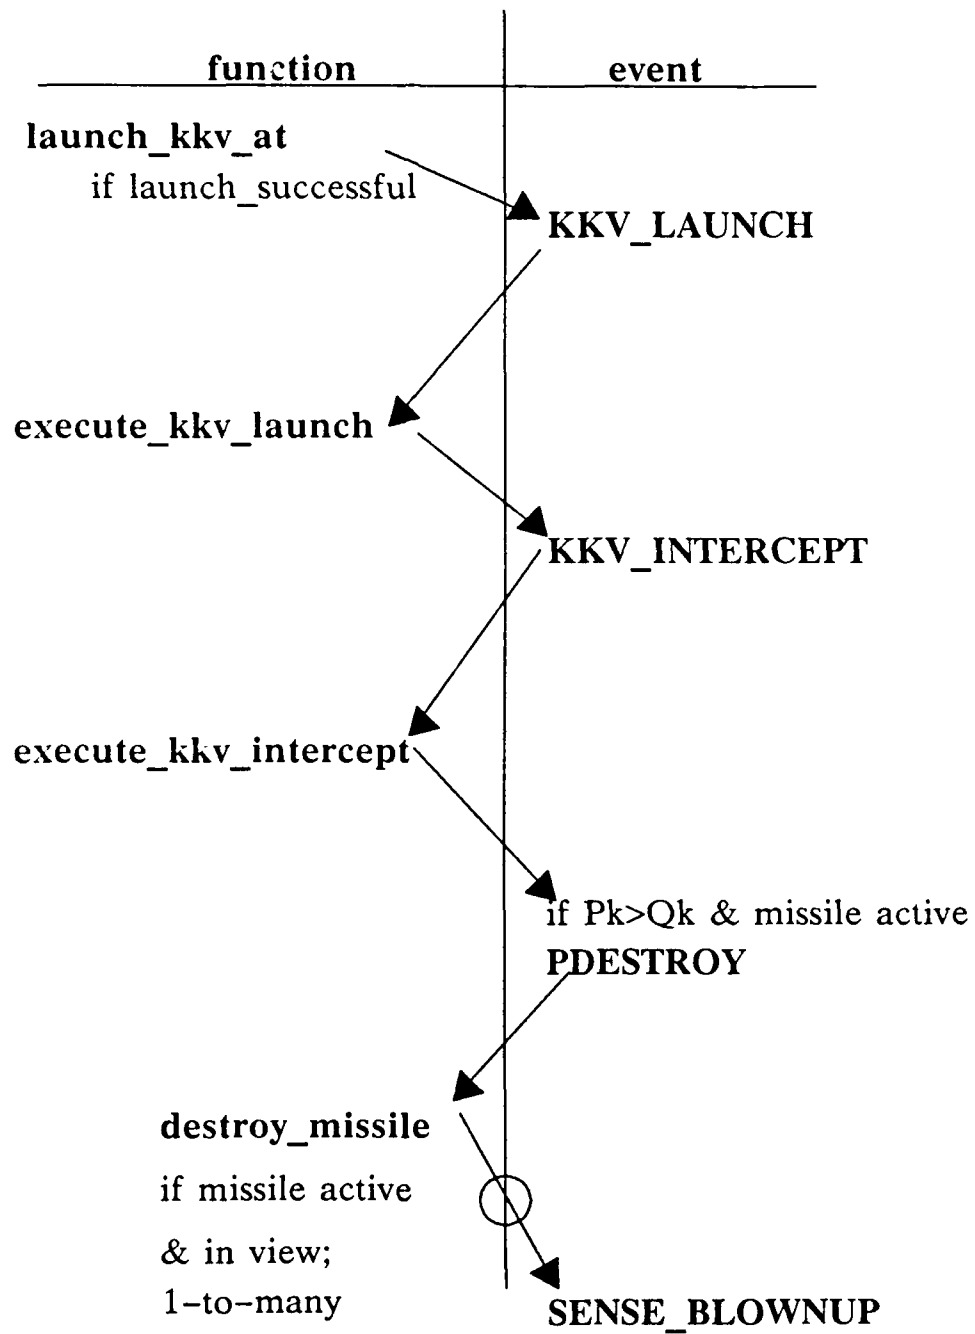 function event
launch_kkv_at
if launch_successful
KKV_LAUNCH
execute_kkv_launch
KKV_INTERCEPT
execute_kkv_intercept
if Pk>Qk & missile active
PDESTROY
destroy_missile
if missile active
& in view;
1-to-many
SENSE_BLOWNUP